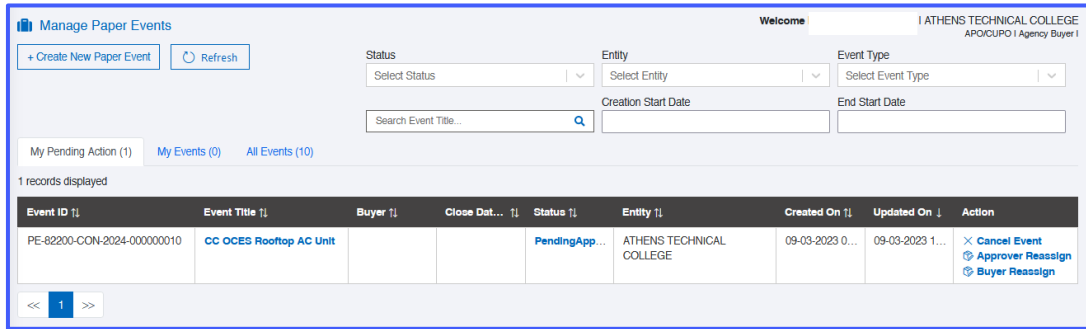 Manage Paper Events
Welcome
| ATHENS TECHNICAL COLLEGE
APO/CUPO | Agency Buyer |
+ Create New Paper Event
Refresh
Status
Entity
Event Type
Select Status
Select Entity
Select Event Type
Creation Start Date
End Start Date
Search Event Title...
My Pending Action (1)
My Events (0)
All Events (10)
1 records displayed
Event ID Event Title Buyer Close Dat... Status Entity Created On Updated On Action
PE-82200-CON-2024-000000010 CC OCES Rooftop AC Unit PendingApp... ATHENS TECHNICAL 09-03-2023 0... 09-03-2023 1... Cancel Event
COLLEGE Approver Reassign
Buyer Reassign
<< 1 >>